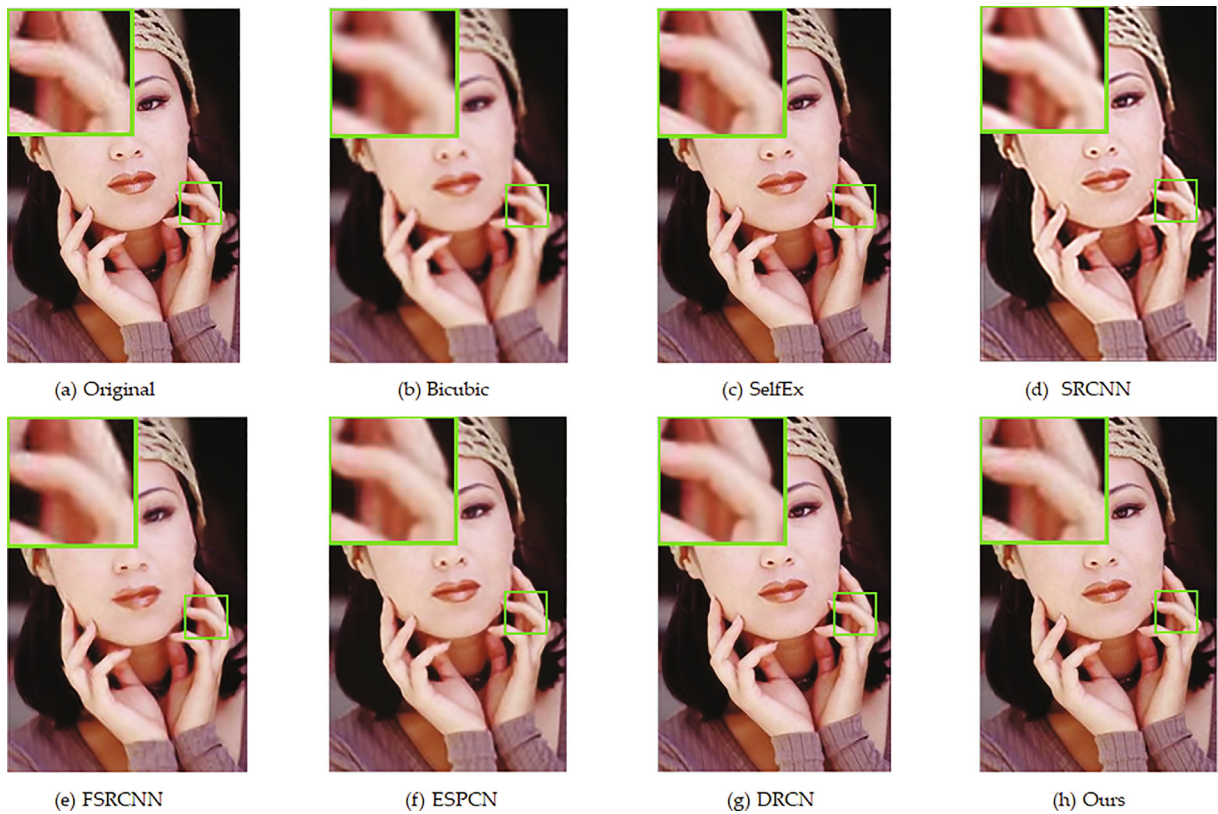 (a) Original
(b) Bicubic
(c) SelfEx
(d) SRCNN
(e) FSRCNN
(f) ESPCN
(g) DRCN
(h) Ours